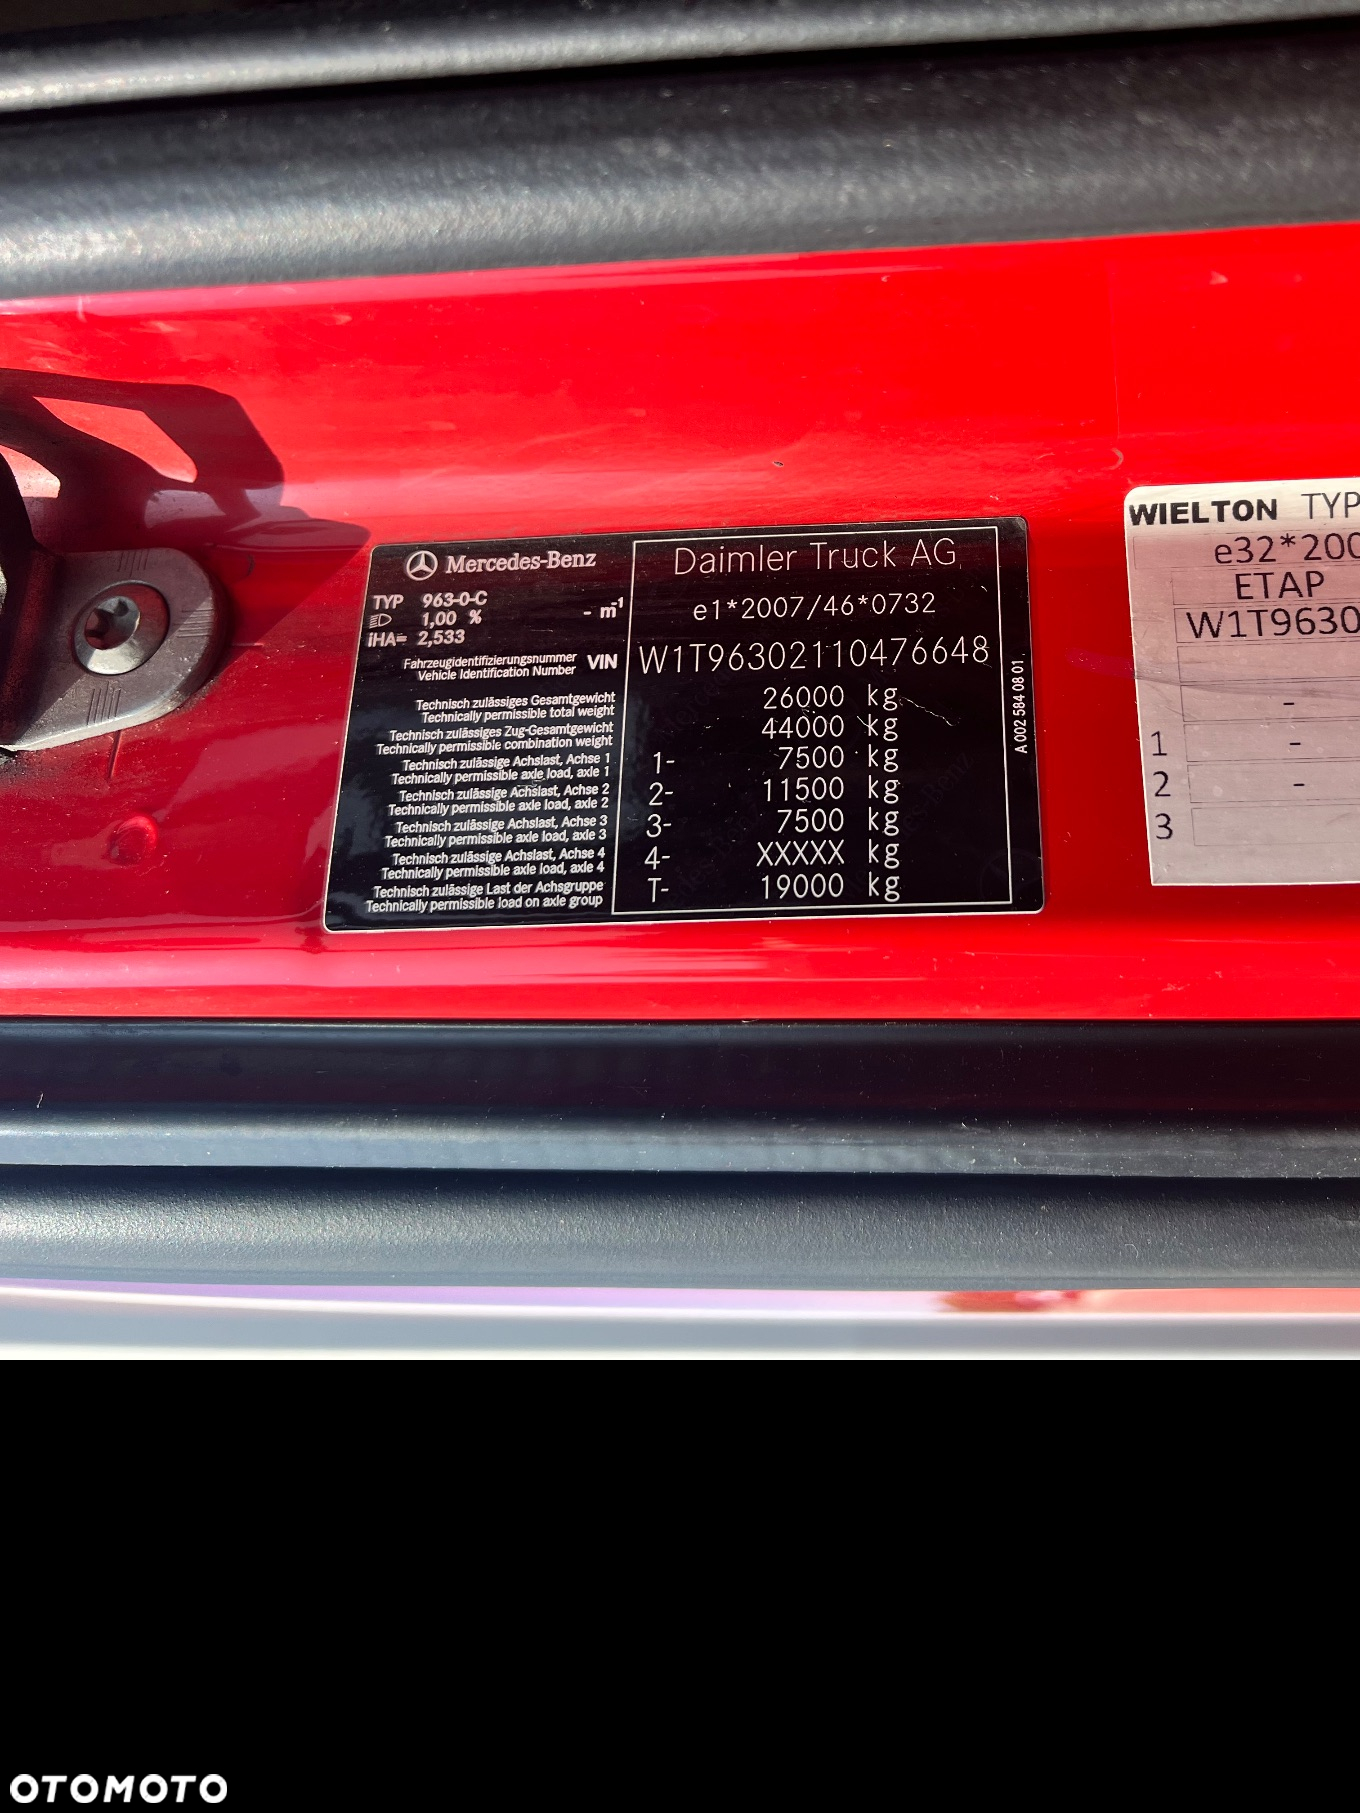 Mercedes-Benz
TYP 963-0-C
1,00 % - m-1
iHA= 2,533
Daimler Truck AG
e1*2007/46*0732
Fahrzeugidentifizierungsnummer
Vehicle Identification Number
VIN
W1T96302110476648
Technisch zulässiges Gesamtgewicht
Technically permissible total weight
26000 kg
Technisch zulässiges Zug-Gesamtgewicht
Technically permissible combination weight
44000 kg
Technisch zulässige Achslast, Achse 1
Technically permissible axle load, axle 1
1- 7500 kg
Technisch zulässige Achslast, Achse 2
Technically permissible axle load, axle 2
2- 11500 kg
Technisch zulässige Achslast, Achse 3
Technically permissible axle load, axle 3
3- 7500 kg
Technisch zulässige Achslast, Achse 4
Technically permissible axle load, axle 4
4- XXXXX kg
Technisch zulässige Last der Achsgruppe
Technically permissible load on axle group
T- 19000 kg
A 002 584 08 01
WIELTON TYP
e32*200
ETAP
W1T9630
-
1 -
2 -
3
OTOMOTO